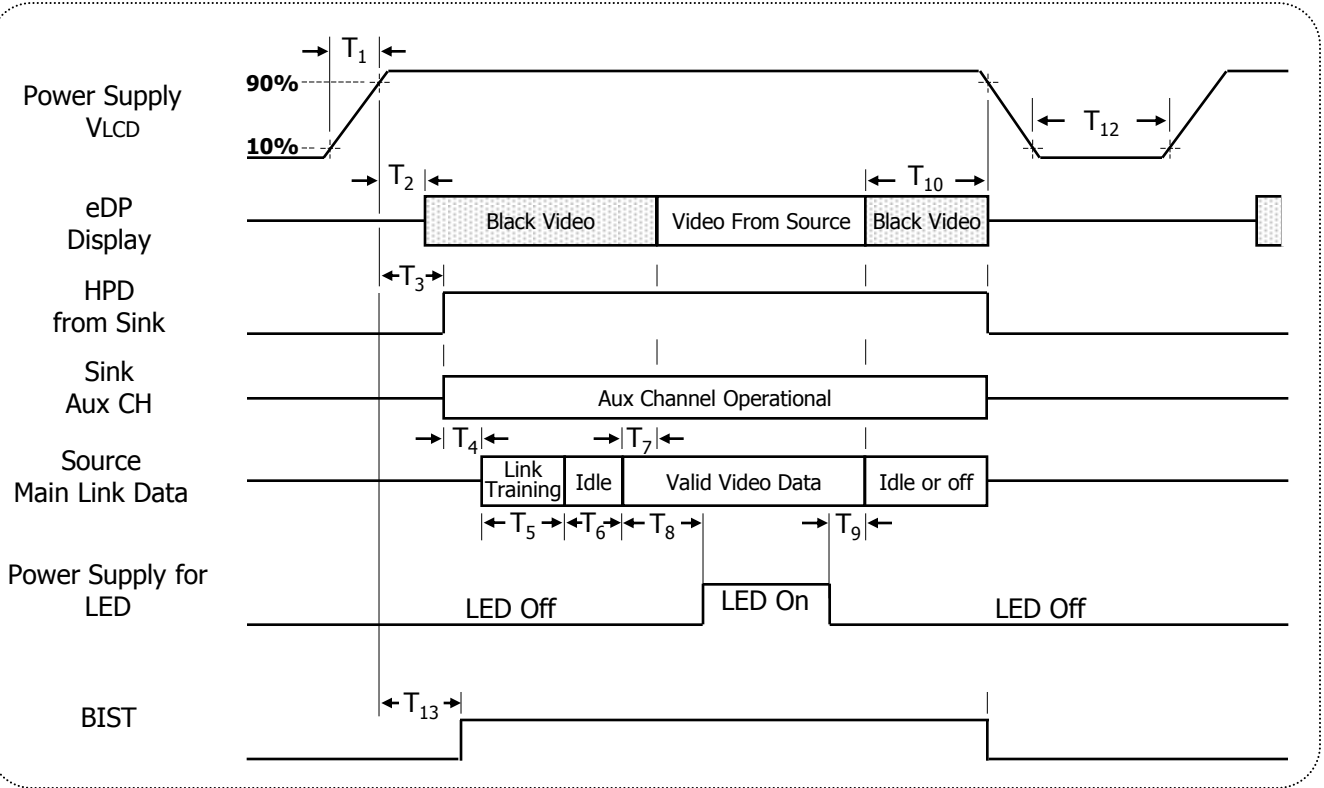 T1
Power Supply
VLCD
90%
10%
T12
T2
T10
eDP
Display
Black Video
Video From Source
Black Video
T3
HPD
from Sink
Sink
Aux CH
Aux Channel Operational
T4
T7
Source
Main Link Data
Link
Training
Idle
Valid Video Data
Idle or off
T5
T6
T8
T9
Power Supply for
LED
LED Off
LED On
LED Off
T13
BIST